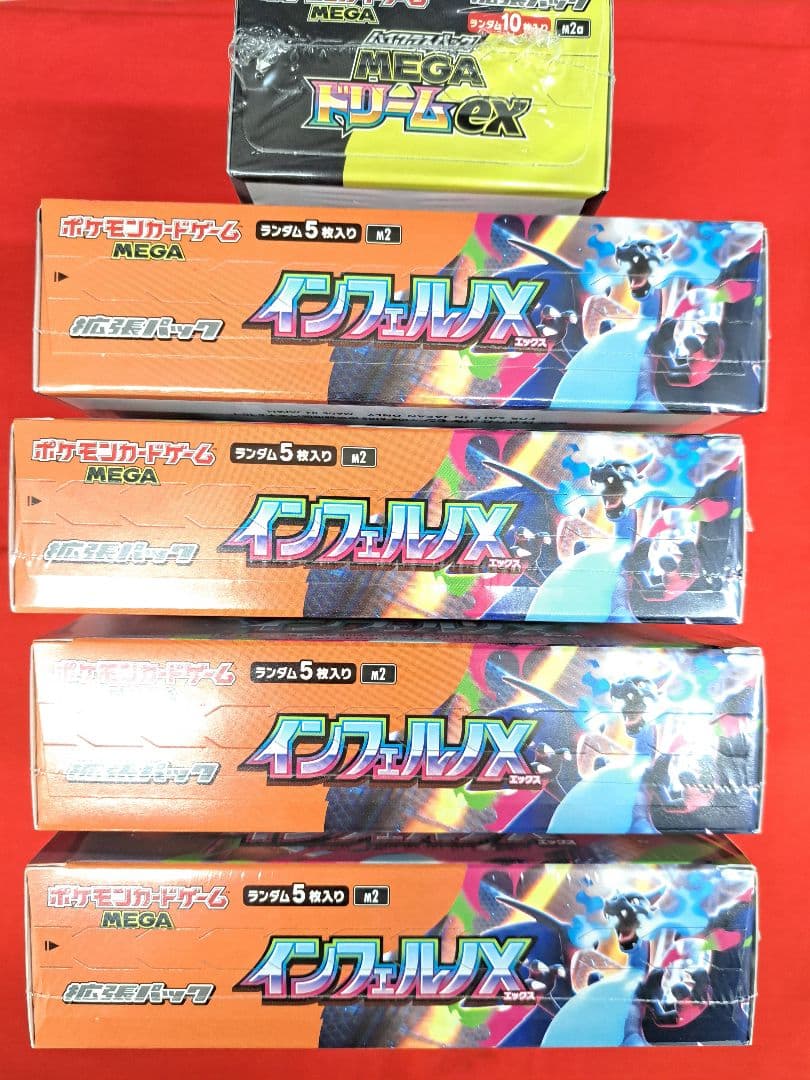 MEGA
拡張パック
ランダム10枚入り M2a
ハイクラスパック
MEGA
ドリームex
ポケモンカードゲーム
MEGA
ランダム5枚入り M2
拡張パック
インフェルノX
エックス
ポケモンカードゲーム
MEGA
ランダム5枚入り M2
拡張パック
インフェルノX
エックス
ポケモンカードゲーム
ランダム5枚入り M2
拡張パック
インフェルノX
エックス
ポケモンカードゲーム
MEGA
ランダム5枚入り M2
拡張パック
インフェルノX
エックス